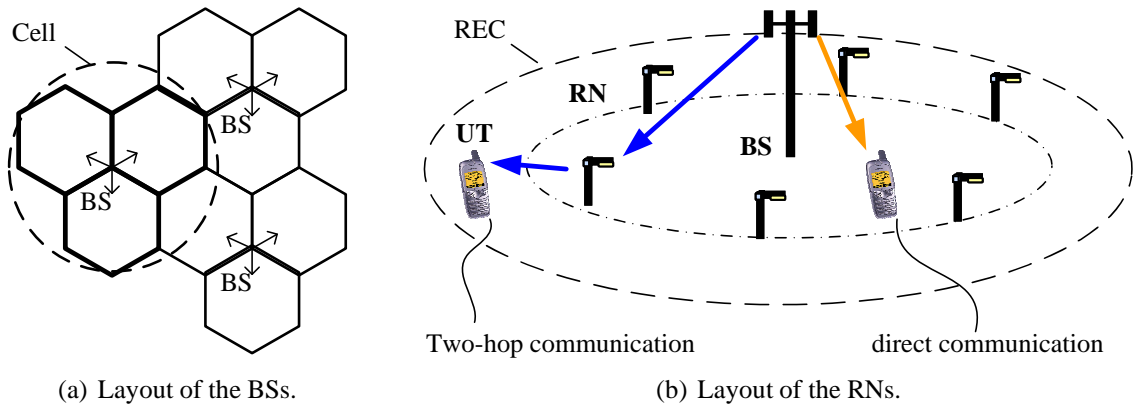 Cell
BS
BS
BS
(a) Layout of the BSs.
REC
RN
UT
BS
Two-hop communication
direct communication
(b) Layout of the RNs.